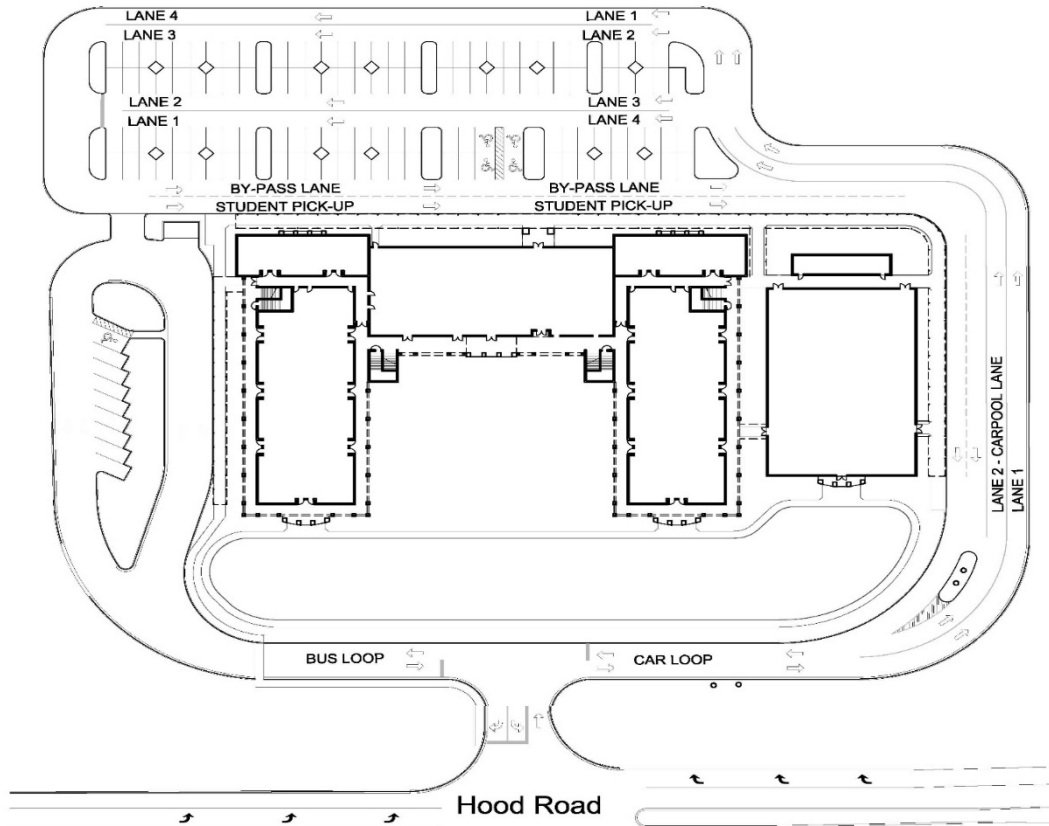 LANE 4 LANE 1
LANE 3 LANE 2
LANE 2 LANE 3
LANE 1 LANE 4
BY-PASS LANE BY-PASS LANE
STUDENT PICK-UP STUDENT PICK-UP
LANE 2 - CARPOOL LANE
LANE 1
BUS LOOP CAR LOOP
Hood Road